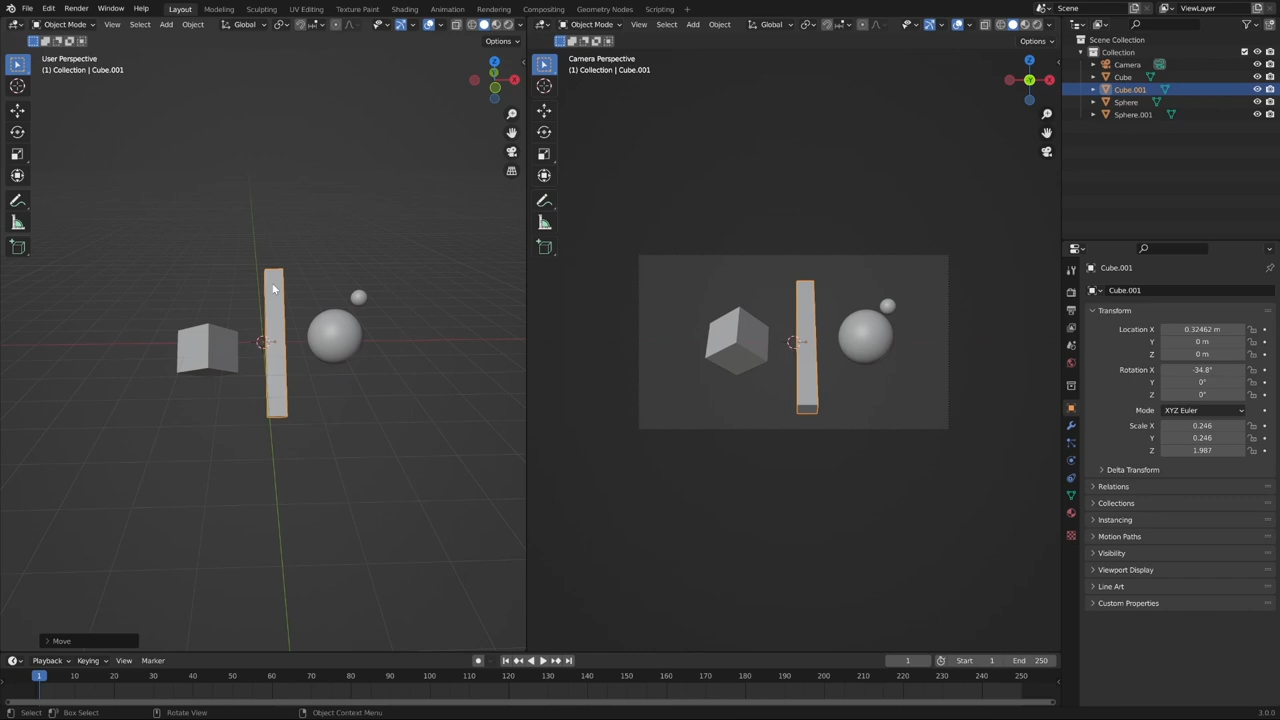 File Edit Render Window Help Layout Modeling Sculpting UV Editing Texture Paint Shading Animation Rendering Compositing Geometry Nodes Scripting + Scene ViewLayer
Object Mode View Select Add Object Global Object Mode View Select Add Object Global
Options Options
User Perspective
(1) Collection | Cube.001
Camera Perspective
(1) Collection | Cube.001
Z
Y
X
Z
Y
X
Scene Collection
Collection
Camera
Cube
Cube.001
Sphere
Sphere.001
Cube.001
Cube.001
Transform
Location X 0.32462 m
Y 0 m
Z 0 m
Rotation X -34.8°
Y 0°
Z 0°
Mode XYZ Euler
Scale X 0.246
Y 0.246
Z 1.987
Delta Transform
Relations
Collections
Instancing
Motion Paths
Visibility
Viewport Display
Line Art
Custom Properties
Move
Playback Keying View Marker 1 Start 1 End 250
1 10 20 30 40 50 60 70 80 90 100 110 120 130 140 150 160 170 180 190 200 210 220 230 240 250
Select Box Select Rotate View Object Context Menu 3.0.0